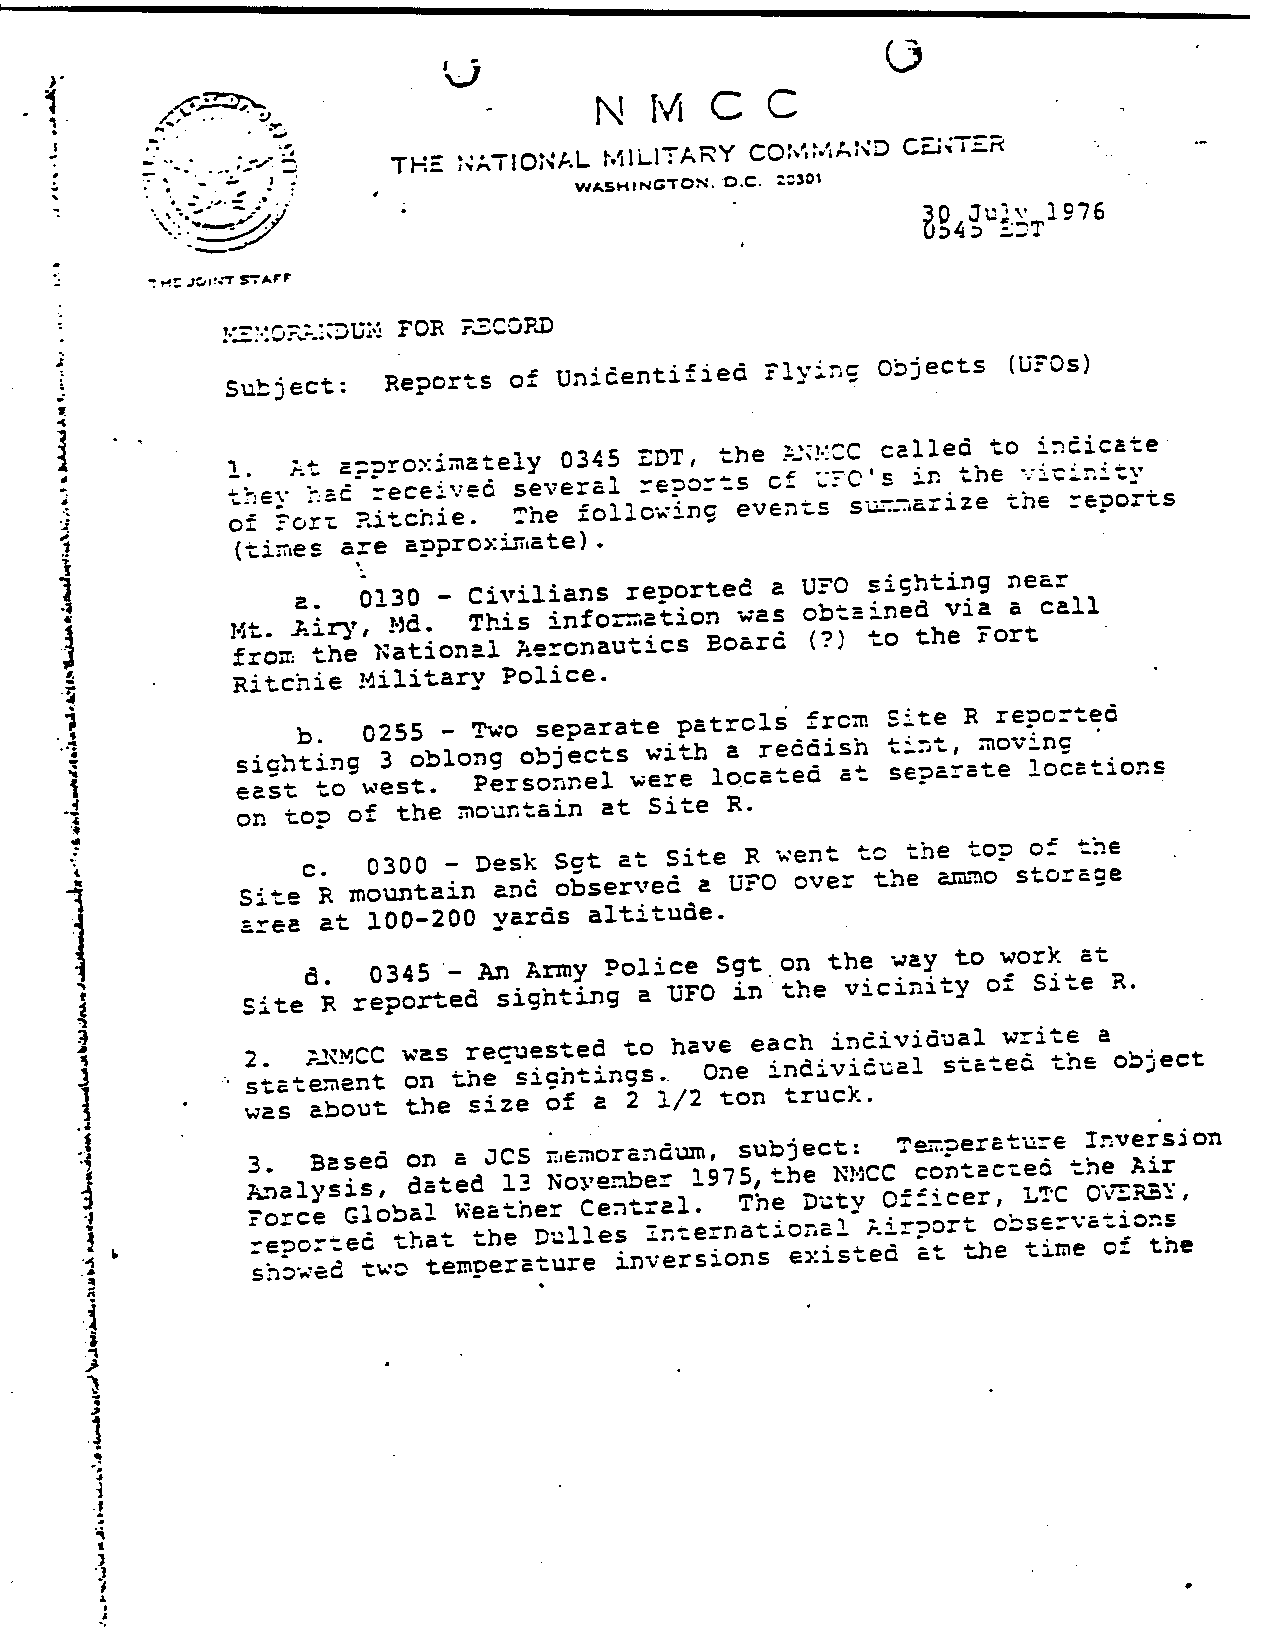 N M C C
THE NATIONAL MILITARY COMMAND CENTER
WASHINGTON, D.C. 20301
30 July 1976
0545 EDT
THE JOINT STAFF
MEMORANDUM FOR RECORD
Subject: Reports of Unidentified Flying Objects (UFOs)
1. At approximately 0345 EDT, the ANMCC called to indicate
they had received several reports of UFO's in the vicinity
of Fort Ritchie. The following events summarize the reports
(times are approximate).
a. 0130 - Civilians reported a UFO sighting near
Mt. Airy, Md. This information was obtained via a call
from the National Aeronautics Board (?) to the Fort
Ritchie Military Police.
b. 0255 - Two separate patrols from Site R reported
sighting 3 oblong objects with a reddish tint, moving
east to west. Personnel were located at separate locations
on top of the mountain at Site R.
c. 0300 - Desk Sgt at Site R went to the top of the
Site R mountain and observed a UFO over the ammo storage
area at 100-200 yards altitude.
d. 0345 - An Army Police Sgt on the way to work at
Site R reported sighting a UFO in the vicinity of Site R.
2. ANMCC was requested to have each individual write a
statement on the sightings. One individual stated the object
was about the size of a 2 1/2 ton truck.
3. Based on a JCS memorandum, subject: Temperature Inversion
Analysis, dated 13 November 1975, the NMCC contacted the Air
Force Global Weather Central. The Duty Officer, LTC OVERBY,
reported that the Dulles International Airport observations
showed two temperature inversions existed at the time of the